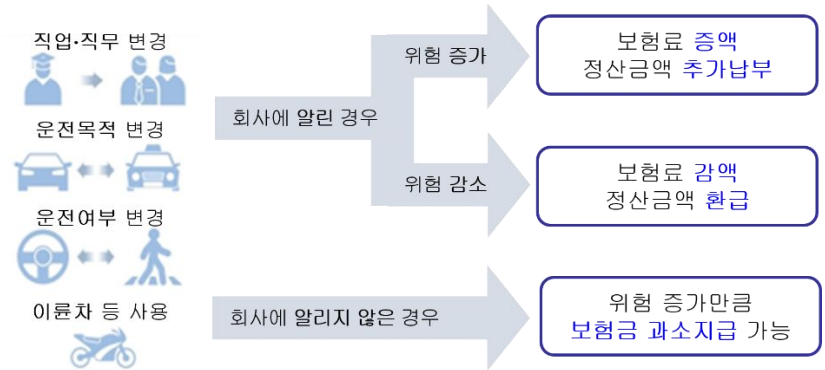 직업·직무 변경
운전목적 변경
운전여부 변경
이륜차 등 사용
회사에 알린 경우
위험 증가
보험료 증액
정산금액 추가납부
위험 감소
보험료 감액
정산금액 환급
회사에 알리지 않은 경우
위험 증가만큼
보험금 과소지급 가능